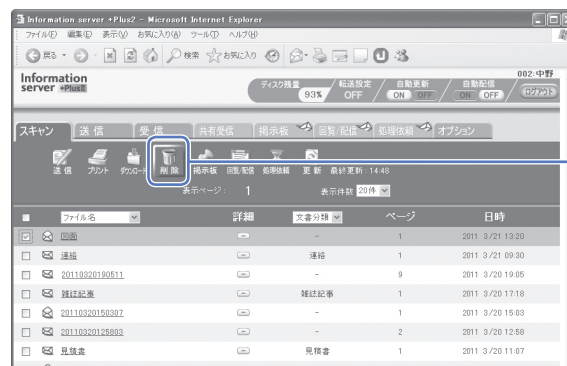 Information server +Plus2 - Microsoft Internet Explorer
ファイル(F) 編集(E) 表示(V) お気に入り(A) ツール(T) ヘルプ(H)
戻る 検索 お気に入り
Information
server +PlusII
ディスク残量 93% 転送設定 OFF 自動更新 ON OFF 自動配信 ON OFF
002:中野
ログアウト
スキャン 送信 受信 共有受信 掲示板 回覧/配信 処理依頼 オプション
送信 プリント ダウンロード 削除 掲示板 回覧/配信 処理依頼 更新 最終更新:14:48
表示ページ: 1 表示件数 20件
ファイル名 詳細 文書分類 ページ 日時
図面 - 1 2011 3/21 13:20
連絡 連絡 1 2011 3/21 09:30
20110320190511 - 9 2011 3/20 19:05
雑誌記事 雑誌記事 1 2011 3/20 17:18
20110320150307 - 1 2011 3/20 15:03
20110320125803 - 2 2011 3/20 12:58
見積書 見積書 1 2011 3/20 11:07